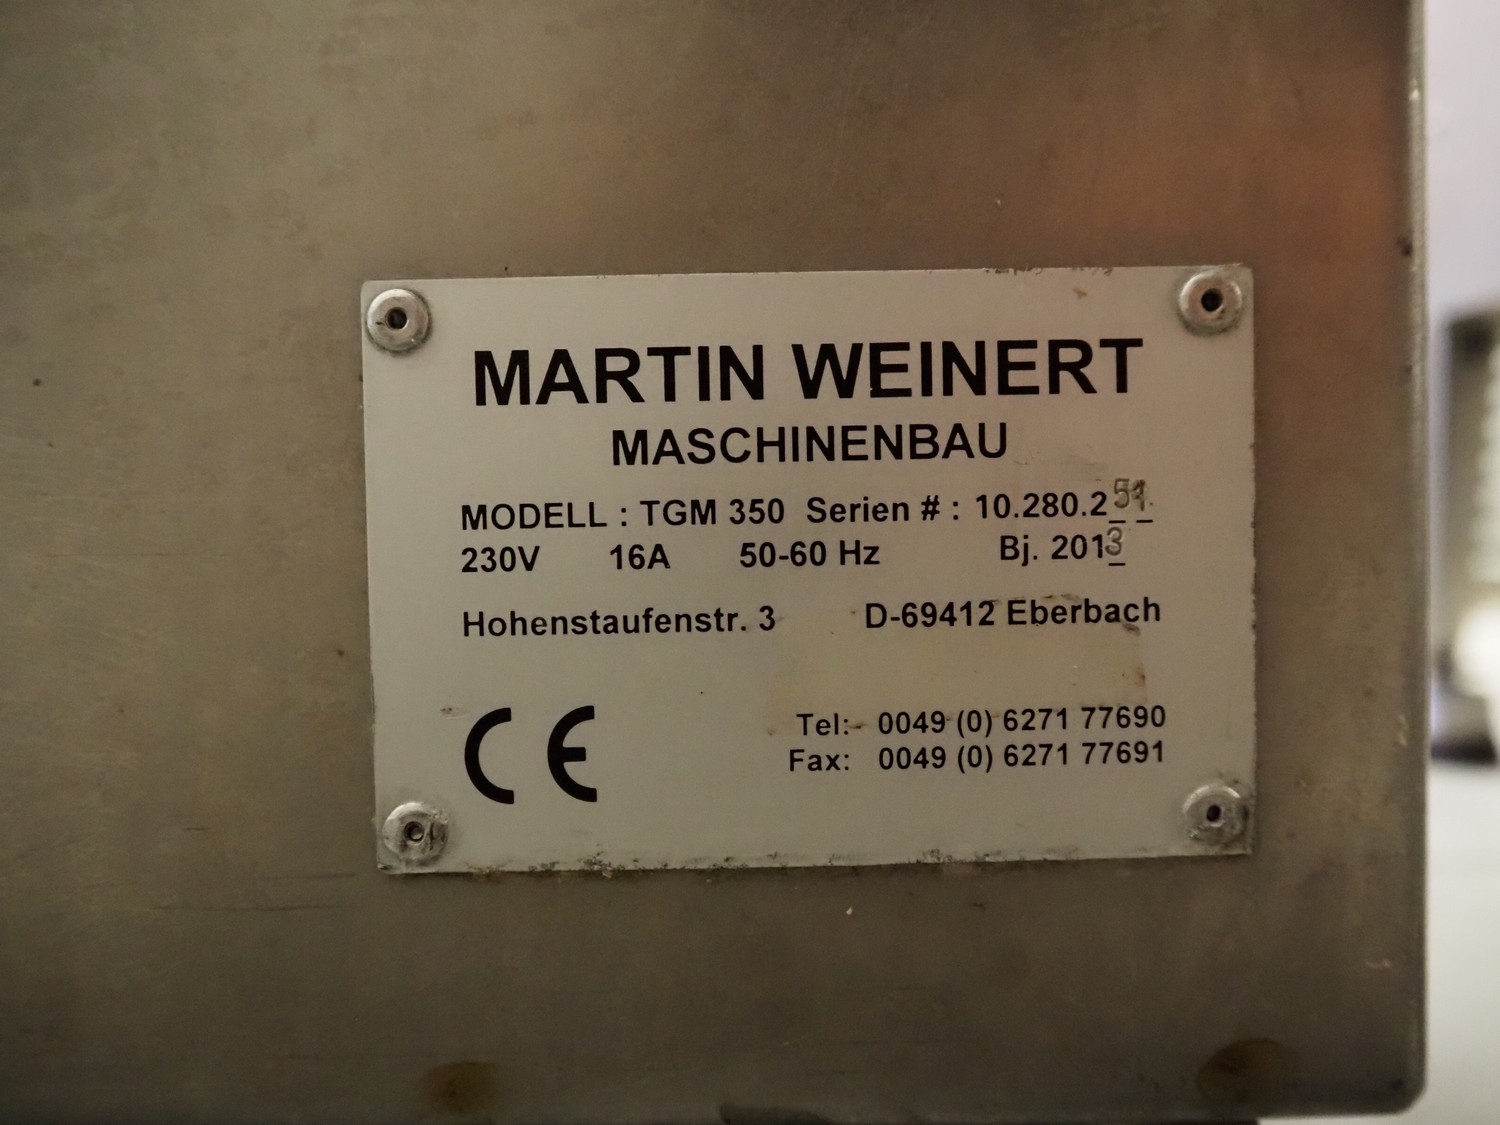 MARTIN WEINERT
MASCHINENBAU
MODELL : TGM 350 Serien # : 10.280.251
230V 16A 50-60 Hz Bj. 2013
Hohenstaufenstr. 3 D-69412 Eberbach
CE
Tel: 0049 (0) 6271 77690
Fax: 0049 (0) 6271 77691